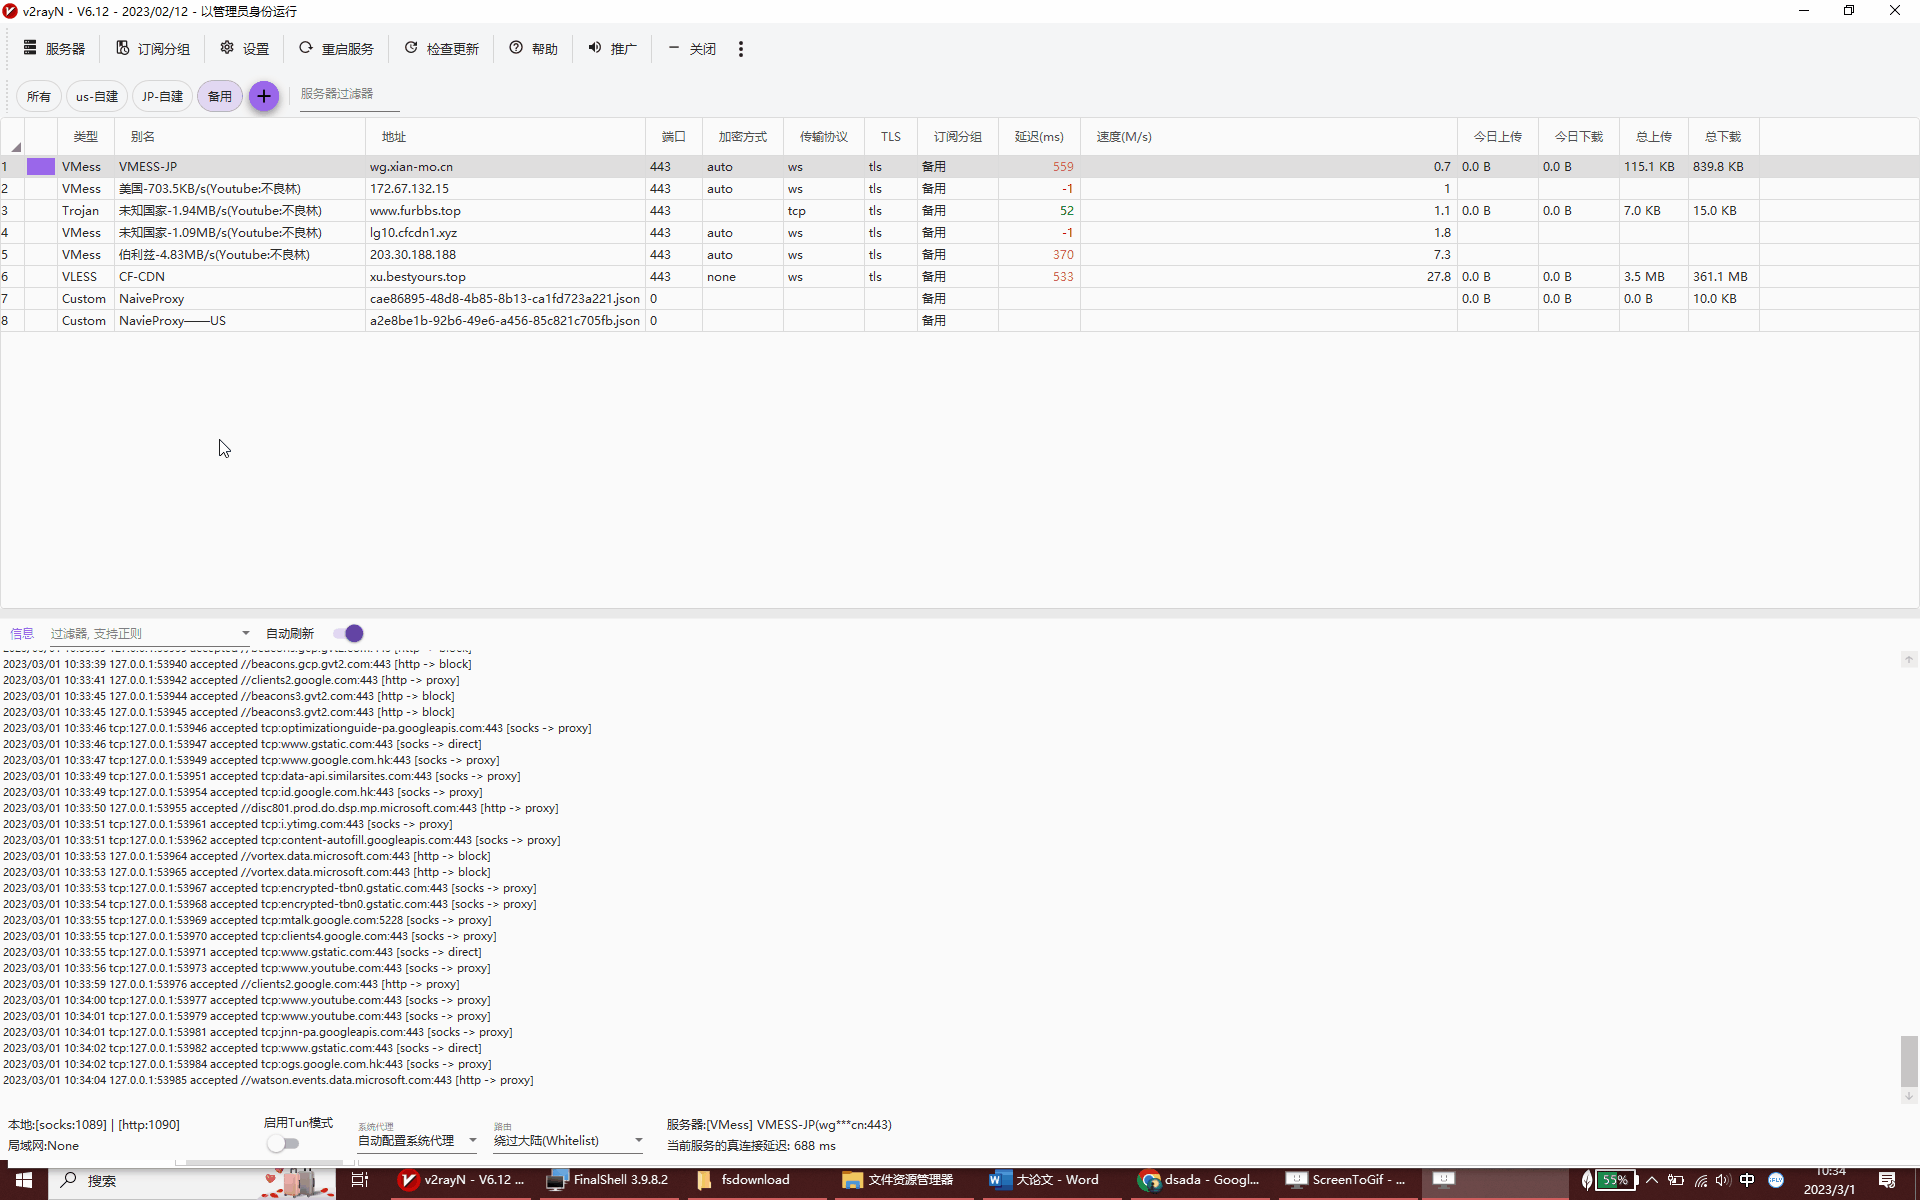 v2rayN - V6.12 - 2023/02/12 - 以管理员身份运行
服务器 订阅分组 设置 重启服务 检查更新 帮助 推广 关闭
所有 us-自建 JP-自建 备用 服务器过滤器
类型 别名 地址 端口 加密方式 传输协议 TLS 订阅分组 延迟(ms) 速度(M/s) 今日上传 今日下载 总上传 总下载
1 VMess VMESS-JP wg.xian-mo.cn 443 auto ws tls 备用 559 0.7 0.0 B 0.0 B 115.1 KB 839.8 KB
2 VMess 美国-703.5KB/s(Youtube:不良林) 172.67.132.15 443 auto ws tls 备用 -1 1
3 Trojan 未知国家-1.94MB/s(Youtube:不良林) www.furbbs.top 443 tcp tls 备用 52 1.1 0.0 B 0.0 B 7.0 KB 15.0 KB
4 VMess 未知国家-1.09MB/s(Youtube:不良林) lg10.cfcdn1.xyz 443 auto ws tls 备用 -1 1.8
5 VMess 伯利兹-4.83MB/s(Youtube:不良林) 203.30.188.188 443 auto ws tls 备用 370 7.3
6 VLESS CF-CDN xu.bestyours.top 443 none ws tls 备用 533 27.8 0.0 B 0.0 B 3.5 MB 361.1 MB
7 Custom NaiveProxy cae86895-48d8-4b85-8b13-ca1fd723a221.json 0 备用 0.0 B 0.0 B 0.0 B 10.0 KB
8 Custom NavieProxy——US a2e8be1b-92b6-49e6-a456-85c821c705fb.json 0 备用
信息 过滤器, 支持正则 自动刷新
2023/03/01 10:33:39 127.0.0.1:53940 accepted //beacons.gcp.gvt2.com:443 [http -> block]
2023/03/01 10:33:41 127.0.0.1:53942 accepted //clients2.google.com:443 [http -> proxy]
2023/03/01 10:33:45 127.0.0.1:53944 accepted //beacons3.gvt2.com:443 [http -> block]
2023/03/01 10:33:45 127.0.0.1:53945 accepted //beacons3.gvt2.com:443 [http -> block]
2023/03/01 10:33:46 tcp:127.0.0.1:53946 accepted tcp:optimizationguide-pa.googleapis.com:443 [socks -> proxy]
2023/03/01 10:33:46 tcp:127.0.0.1:53947 accepted tcp:www.gstatic.com:443 [socks -> direct]
2023/03/01 10:33:47 tcp:127.0.0.1:53949 accepted tcp:www.google.com.hk:443 [socks -> proxy]
2023/03/01 10:33:49 tcp:127.0.0.1:53951 accepted tcp:data-api.similarsites.com:443 [socks -> proxy]
2023/03/01 10:33:49 tcp:127.0.0.1:53954 accepted tcp:id.google.com.hk:443 [socks -> proxy]
2023/03/01 10:33:50 127.0.0.1:53955 accepted //disc801.prod.do.dsp.mp.microsoft.com:443 [http -> proxy]
2023/03/01 10:33:51 tcp:127.0.0.1:53961 accepted tcp:i.ytimg.com:443 [socks -> proxy]
2023/03/01 10:33:51 tcp:127.0.0.1:53962 accepted tcp:content-autofill.googleapis.com:443 [socks -> proxy]
2023/03/01 10:33:53 127.0.0.1:53964 accepted //vortex.data.microsoft.com:443 [http -> block]
2023/03/01 10:33:53 127.0.0.1:53965 accepted //vortex.data.microsoft.com:443 [http -> block]
2023/03/01 10:33:53 tcp:127.0.0.1:53967 accepted tcp:encrypted-tbn0.gstatic.com:443 [socks -> proxy]
2023/03/01 10:33:54 tcp:127.0.0.1:53968 accepted tcp:encrypted-tbn0.gstatic.com:443 [socks -> proxy]
2023/03/01 10:33:55 tcp:127.0.0.1:53969 accepted tcp:mtalk.google.com:5228 [socks -> proxy]
2023/03/01 10:33:55 tcp:127.0.0.1:53970 accepted tcp:clients4.google.com:443 [socks -> proxy]
2023/03/01 10:33:55 tcp:127.0.0.1:53971 accepted tcp:www.gstatic.com:443 [socks -> direct]
2023/03/01 10:33:56 tcp:127.0.0.1:53973 accepted tcp:www.youtube.com:443 [socks -> proxy]
2023/03/01 10:33:59 127.0.0.1:53976 accepted //clients2.google.com:443 [http -> proxy]
2023/03/01 10:34:00 tcp:127.0.0.1:53977 accepted tcp:www.youtube.com:443 [socks -> proxy]
2023/03/01 10:34:01 tcp:127.0.0.1:53979 accepted tcp:www.youtube.com:443 [socks -> proxy]
2023/03/01 10:34:01 tcp:127.0.0.1:53981 accepted tcp:jnn-pa.googleapis.com:443 [socks -> proxy]
2023/03/01 10:34:02 tcp:127.0.0.1:53982 accepted tcp:www.gstatic.com:443 [socks -> direct]
2023/03/01 10:34:02 tcp:127.0.0.1:53984 accepted tcp:ogs.google.com.hk:443 [socks -> proxy]
2023/03/01 10:34:04 127.0.0.1:53985 accepted //watson.events.data.microsoft.com:443 [http -> proxy]
本地:[socks:1089] | [http:1090] 启用Tun模式 系统代理 路由 服务器:[VMess] VMESS-JP(wg***cn:443)
局域网:None 自动配置系统代理 绕过大陆(Whitelist) 当前服务的真连接延迟: 688 ms
搜索 v2rayN - V6.12 ... FinalShell 3.9.8.2 fsdownload 文件资源管理器 大论文 - Word dsada - Googl... ScreenToGif - ... 55% 中 10:34
2023/3/1